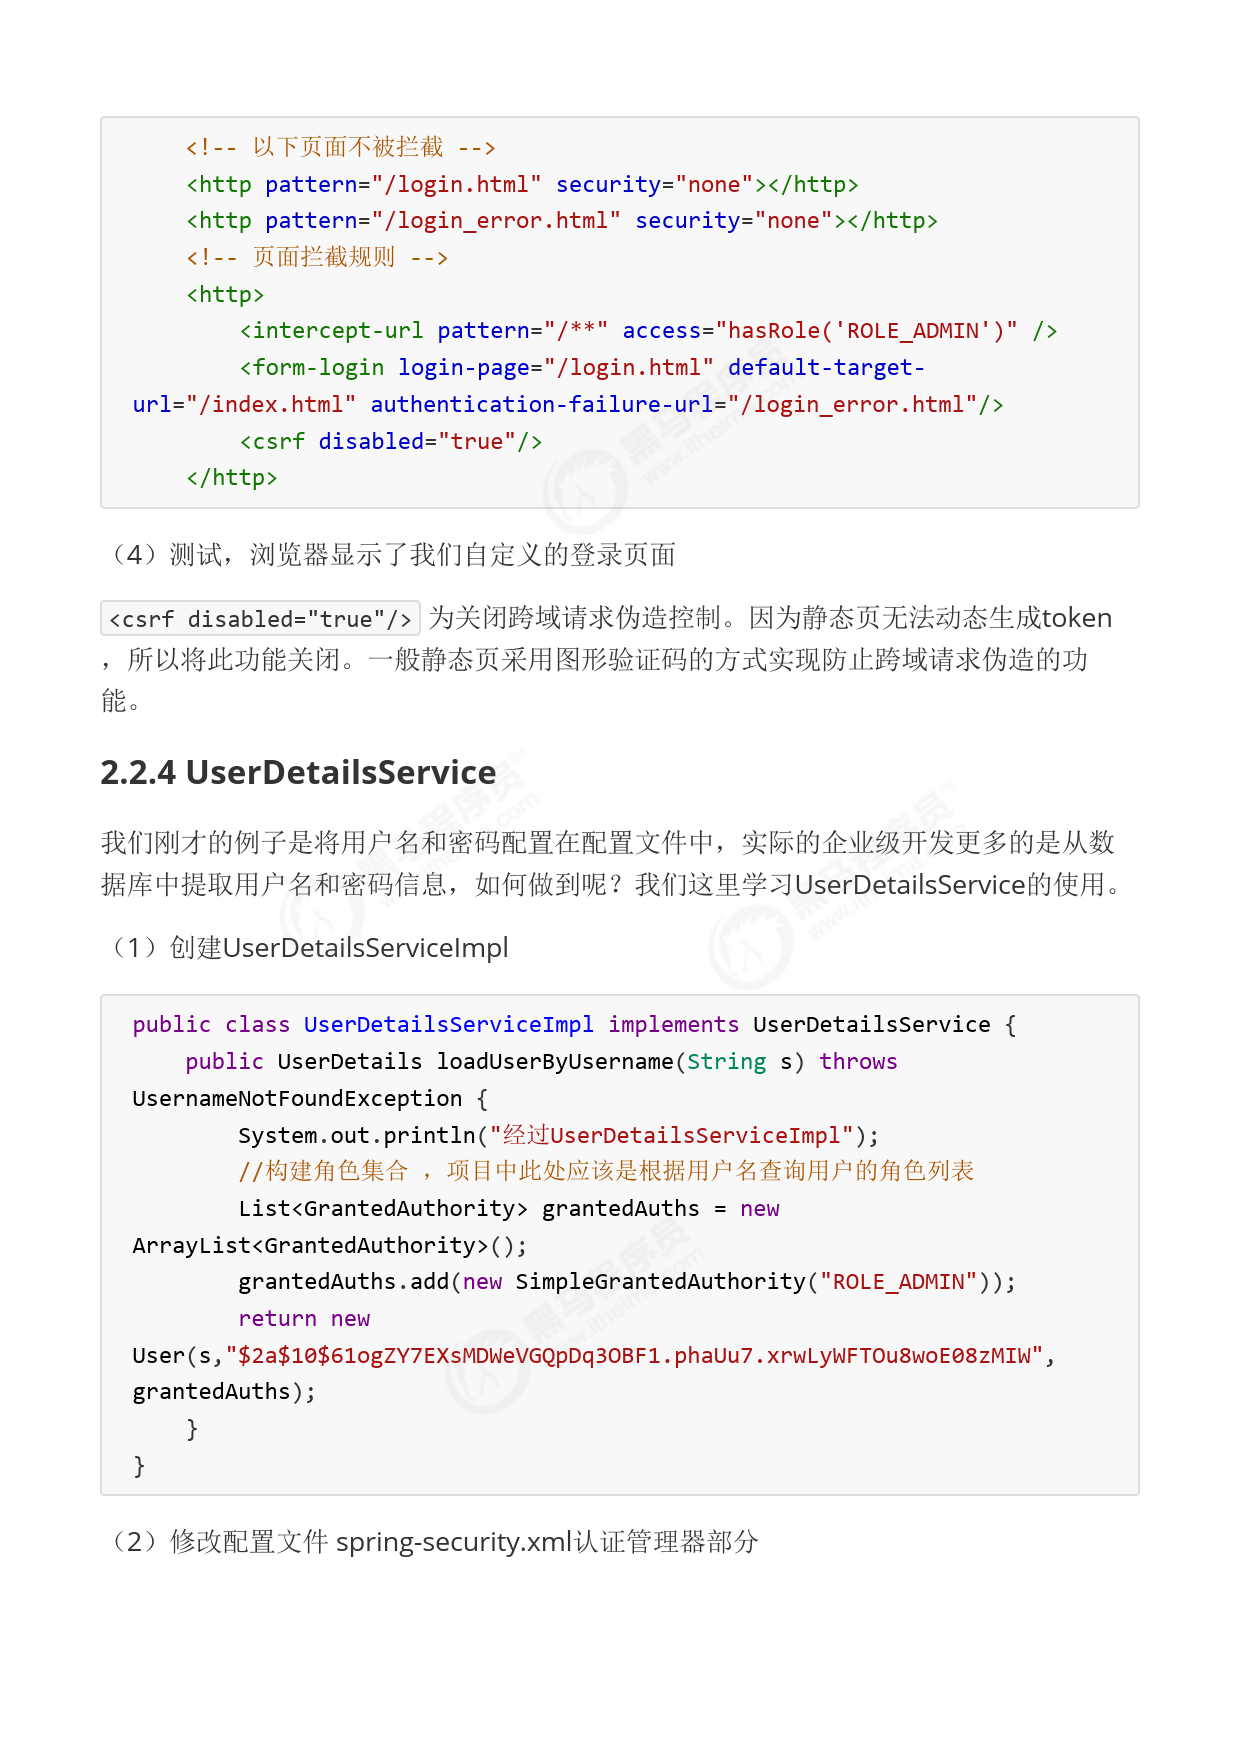 <!-- 以下页面不被拦截 -->
<http pattern="/login.html" security="none"></http>
<http pattern="/login_error.html" security="none"></http>
<!-- 页面拦截规则 -->
<http>
<intercept-url pattern="/**" access="hasRole('ROLE_ADMIN')" />
<form-login login-page="/login.html" default-target-
url="/index.html" authentication-failure-url="/login_error.html"/>
<csrf disabled="true"/>
</http>
（4）测试，浏览器显示了我们自定义的登录页面
<csrf disabled="true"/> 为关闭跨域请求伪造控制。因为静态页无法动态生成token
，所以将此功能关闭。一般静态页采用图形验证码的方式实现防止跨域请求伪造的功
能。
2.2.4 UserDetailsService
我们刚才的例子是将用户名和密码配置在配置文件中，实际的企业级开发更多的是从数
据库中提取用户名和密码信息，如何做到呢？我们这里学习UserDetailsService的使用。
（1）创建UserDetailsServiceImpl
public class UserDetailsServiceImpl implements UserDetailsService {
public UserDetails loadUserByUsername(String s) throws
UsernameNotFoundException {
System.out.println("经过UserDetailsServiceImpl");
//构建角色集合 ，项目中此处应该是根据用户名查询用户的角色列表
List<GrantedAuthority> grantedAuths = new
ArrayList<GrantedAuthority>();
grantedAuths.add(new SimpleGrantedAuthority("ROLE_ADMIN"));
return new
User(s,"$2a$10$61ogZY7EXsMDWeVGQpDq3OBF1.phaUu7.xrwLyWFTOu8woE08zMIW",
grantedAuths);
}
}
（2）修改配置文件 spring-security.xml认证管理器部分
黑马程序员
www.itheima.com